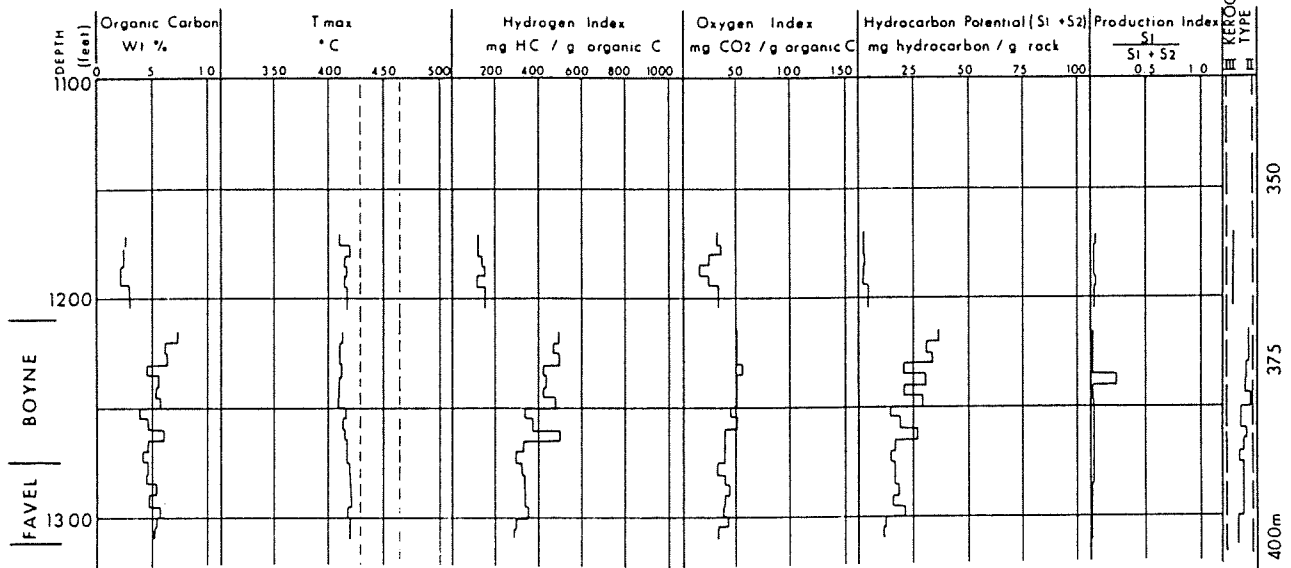 DEPTH
(feet)
Organic Carbon
Wt %
0 5 10
Tmax
°C
350 400 450 500
Hydrogen Index
mg HC / g organic C
200 400 600 800 1000
Oxygen Index
mg CO2 / g organic C
50 100 150
Hydrocarbon Potential (S1 + S2)
mg hydrocarbon / g rock
25 50 75 100
Production Index
S1
S1 + S2
0.5 1.0
TYPE
III II
1100
1200
1300
BOYNE
FAVEL
350
375
400m